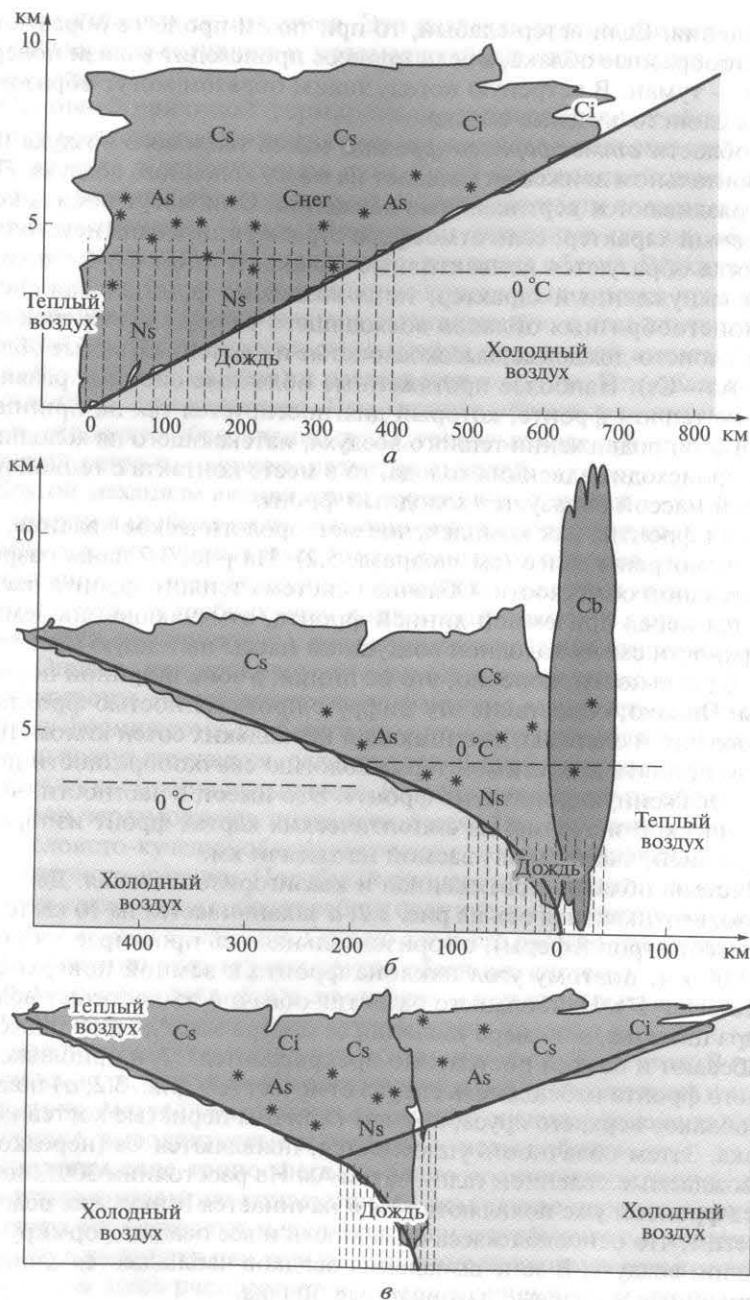 км
10
Cs Cs Ci Ci
As Снег As
5
0 °C
Теплый
воздух
Ns
Ns
Дождь
Холодный
воздух
0 100 200 300 400 500 600 700 800 км
а
км
10
Cb
Cs Cs
5
As 0 °C
0 °C
Ns
Теплый
воздух
Дождь
Холодный
воздух
400 300 200 100 0 км 100 км
б
Теплый
воздух
Cs Ci Cs Cs Ci
As As
Ns
Холодный
воздух
Дождь
Холодный
воздух
в